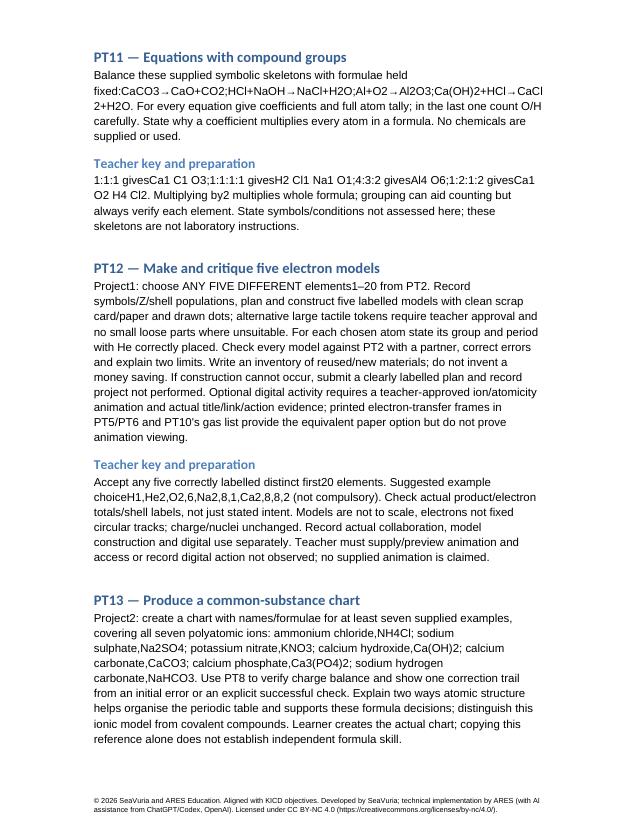 PT11 — Equations with compound groups
Balance these supplied symbolic skeletons with formulae held
fixed:CaCO3→CaO+CO2;HCl+NaOH→NaCl+H2O;Al+O2→Al2O3;Ca(OH)2+HCl→CaCl
2+H2O. For every equation give coefficients and full atom tally; in the last one count O/H
carefully. State why a coefficient multiplies every atom in a formula. No chemicals are
supplied or used.
Teacher key and preparation
1:1:1 givesCa1 C1 O3;1:1:1:1 givesH2 Cl1 Na1 O1;4:3:2 givesAl4 O6;1:2:1:2 givesCa1
O2 H4 Cl2. Multiplying by2 multiplies whole formula; grouping can aid counting but
always verify each element. State symbols/conditions not assessed here; these
skeletons are not laboratory instructions.
PT12 — Make and critique five electron models
Project1: choose ANY FIVE DIFFERENT elements1–20 from PT2. Record
symbols/Z/shell populations, plan and construct five labelled models with clean scrap
card/paper and drawn dots; alternative large tactile tokens require teacher approval and
no small loose parts where unsuitable. For each chosen atom state its group and period
with He correctly placed. Check every model against PT2 with a partner, correct errors
and explain two limits. Write an inventory of reused/new materials; do not invent a
money saving. If construction cannot occur, submit a clearly labelled plan and record
project not performed. Optional digital activity requires a teacher-approved ion/atomicity
animation and actual title/link/action evidence; printed electron-transfer frames in
PT5/PT6 and PT10's gas list provide the equivalent paper option but do not prove
animation viewing.
Teacher key and preparation
Accept any five correctly labelled distinct first20 elements. Suggested example
choiceH1,He2,O2,6,Na2,8,1,Ca2,8,8,2 (not compulsory). Check actual product/electron
totals/shell labels, not just stated intent. Models are not to scale, electrons not fixed
circular tracks; charge/nuclei unchanged. Record actual collaboration, model
construction and digital use separately. Teacher must supply/preview animation and
access or record digital action not observed; no supplied animation is claimed.
PT13 — Produce a common-substance chart
Project2: create a chart with names/formulae for at least seven supplied examples,
covering all seven polyatomic ions: ammonium chloride,NH4Cl; sodium
sulphate,Na2SO4; potassium nitrate,KNO3; calcium hydroxide,Ca(OH)2; calcium
carbonate,CaCO3; calcium phosphate,Ca3(PO4)2; sodium hydrogen
carbonate,NaHCO3. Use PT8 to verify charge balance and show one correction trail
from an initial error or an explicit successful check. Explain two ways atomic structure
helps organise the periodic table and supports these formula decisions; distinguish this
ionic model from covalent compounds. Learner creates the actual chart; copying this
reference alone does not establish independent formula skill.
© 2026 SeaVuria and ARES Education. Aligned with KICD objectives. Developed by SeaVuria; technical implementation by ARES (with AI
assistance from ChatGPT/Codex, OpenAI). Licensed under CC BY-NC 4.0 (https://creativecommons.org/licenses/by-nc/4.0/).